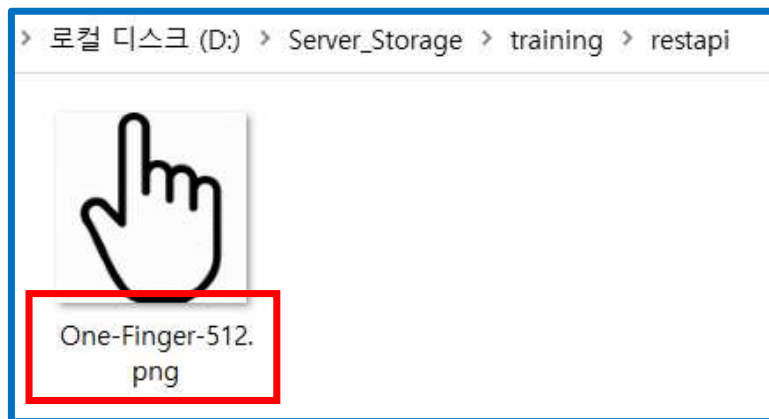 > 로컬 디스크 (D:) > Server_Storage > training > restapi
One-Finger-512.
png